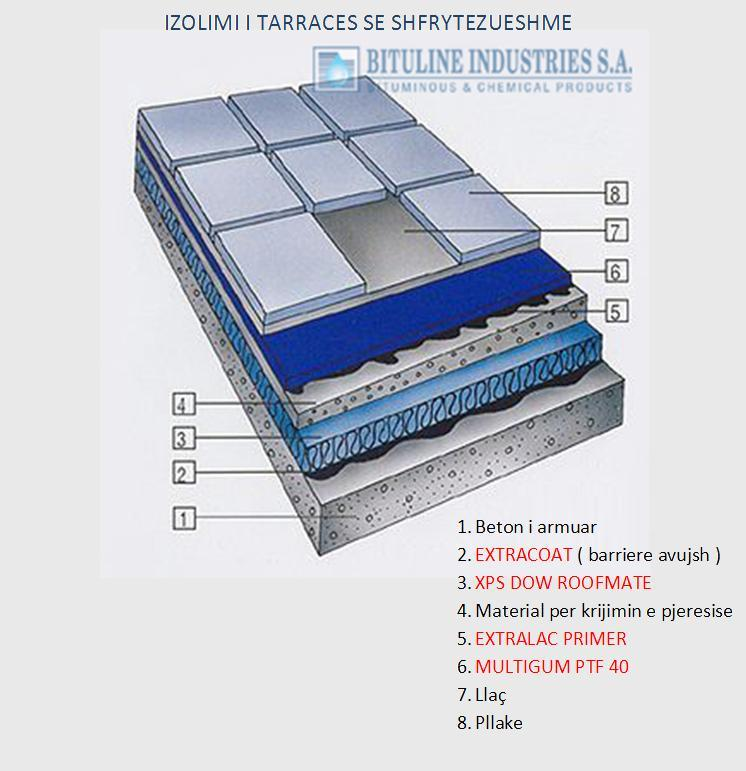 IZOLIMI I TARRACES SE SHFRYTEZUESHME
BITULINE INDUSTRIES S.A.
BITUMINOUS & CHEMICAL PRODUCTS
8
7
6
5
4
3
2
1
1. Beton i armuar
2. EXTRACOAT ( barriere avujsh )
3. XPS DOW ROOFMATE
4. Material per krijimin e pjeresise
5. EXTRALAC PRIMER
6. MULTIGUM PTF 40
7. Llaç
8. Pllake